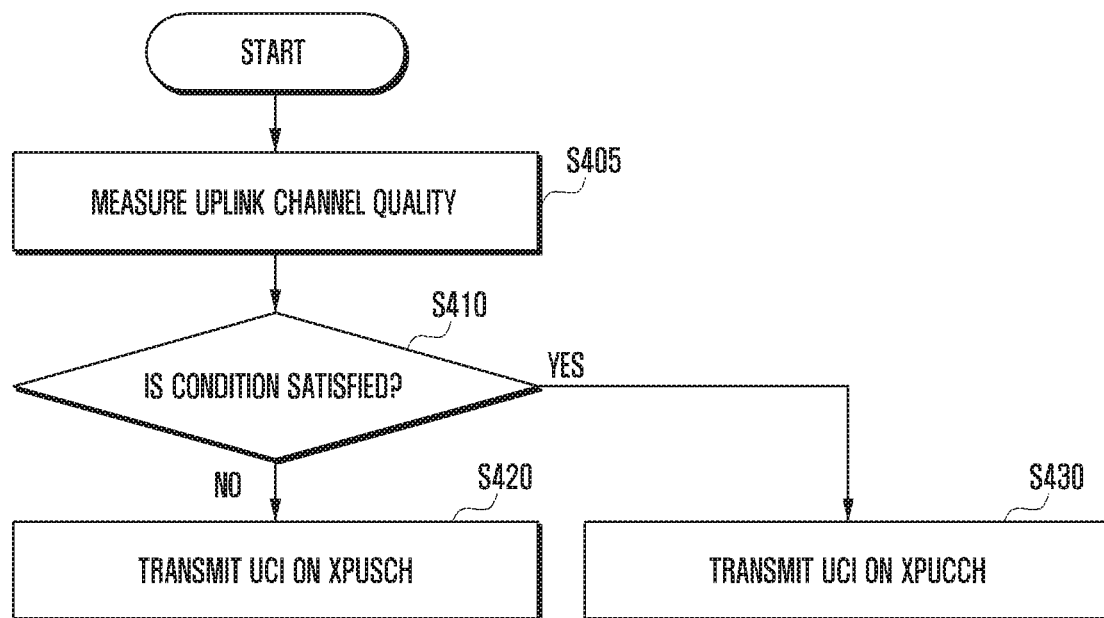 START
S405
MEASURE UPLINK CHANNEL QUALITY
S410
IS CONDITION SATISFIED?
YES
NO
S420
S430
TRANSMIT UCI ON XPUSCH
TRANSMIT UCI ON XPUCCH